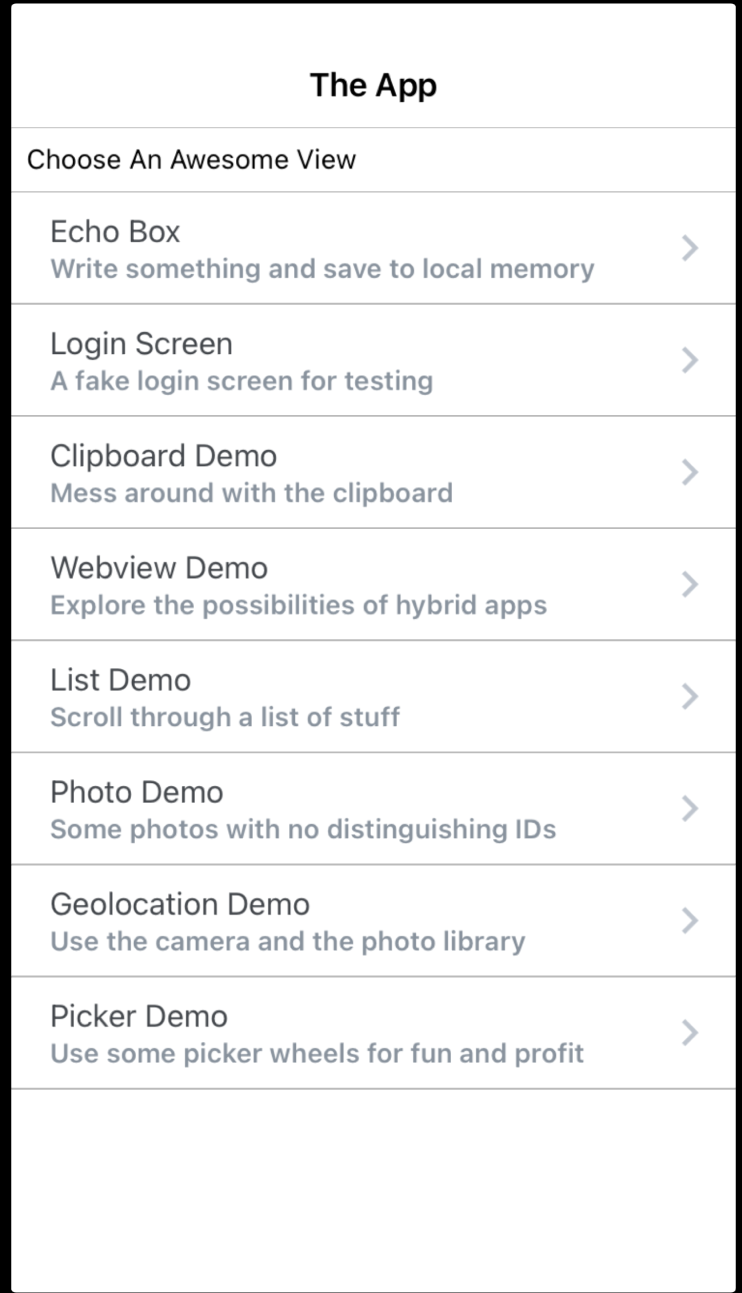 The App
Choose An Awesome View
Echo Box
Write something and save to local memory
Login Screen
A fake login screen for testing
Clipboard Demo
Mess around with the clipboard
Webview Demo
Explore the possibilities of hybrid apps
List Demo
Scroll through a list of stuff
Photo Demo
Some photos with no distinguishing IDs
Geolocation Demo
Use the camera and the photo library
Picker Demo
Use some picker wheels for fun and profit